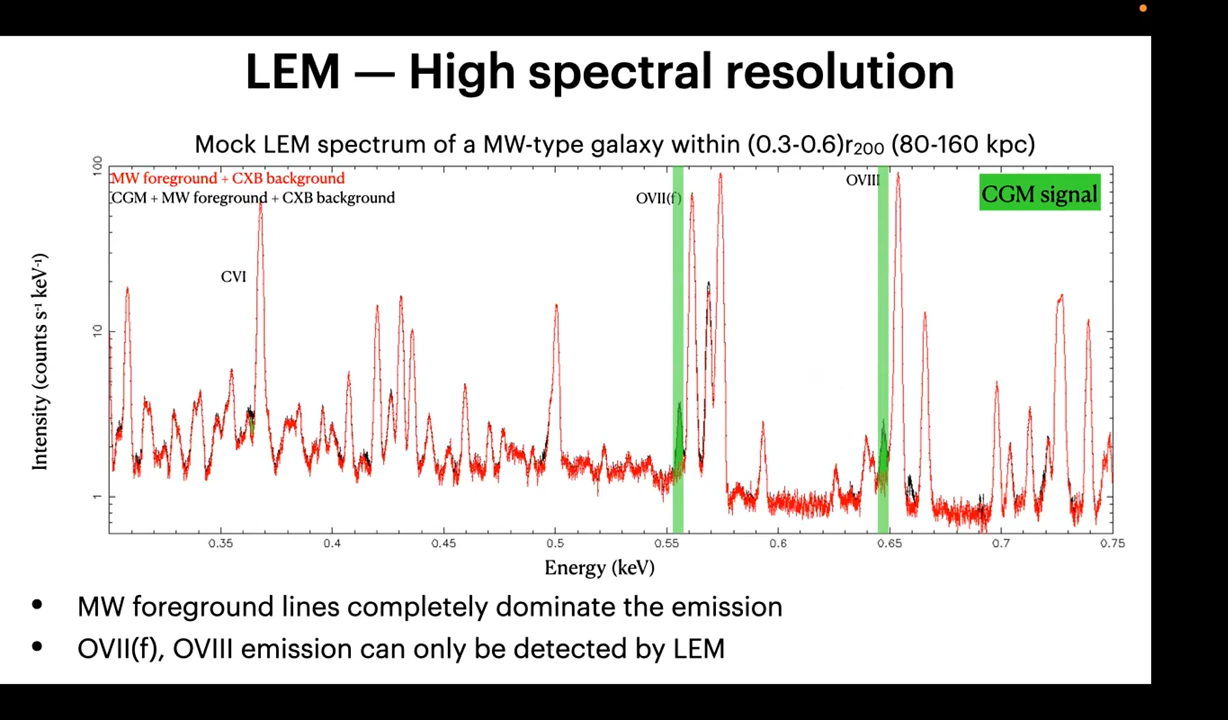 LEM — High spectral resolution
Mock LEM spectrum of a MW-type galaxy within (0.3-0.6)r₂₀₀ (80-160 kpc)
MW foreground + CXB background
CGM + MW foreground + CXB background
CVI
OVII(f)
OVIII
CGM signal
Intensity (counts s⁻¹ keV⁻¹)
100
10
1
0.35 0.4 0.45 0.5 0.55 0.6 0.65 0.7 0.75
Energy (keV)
• MW foreground lines completely dominate the emission
• OVII(f), OVIII emission can only be detected by LEM